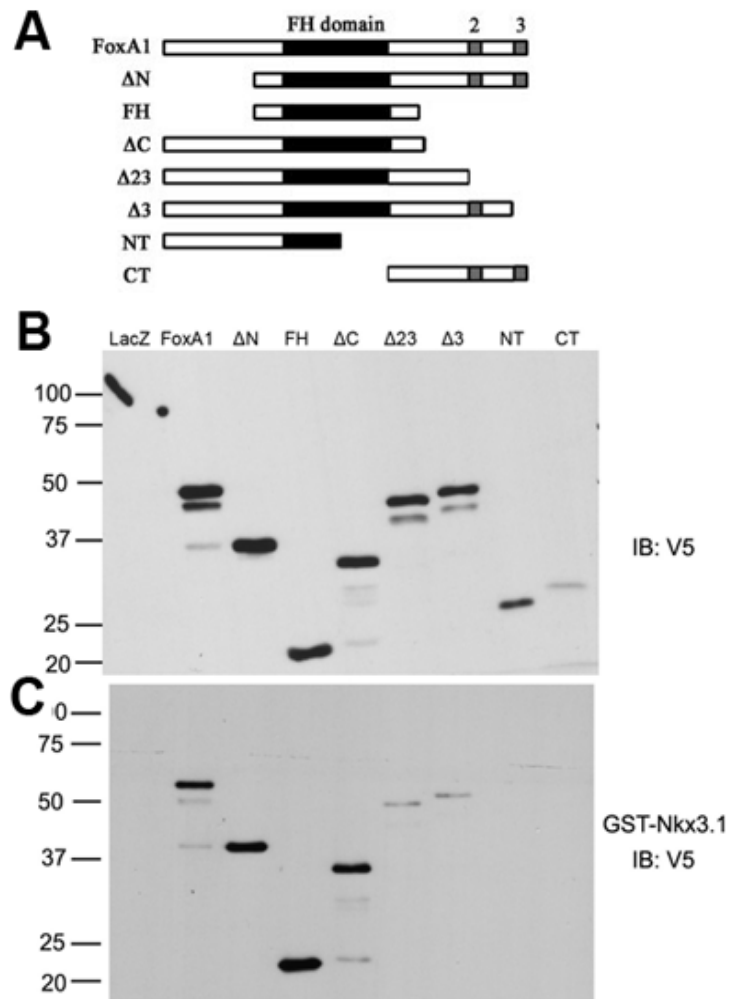 A
FH domain 2 3
FoxA1
ΔN
FH
ΔC
Δ23
Δ3
NT
CT
B
LacZ FoxA1 ΔN FH ΔC Δ23 Δ3 NT CT
100
75
50
37
25
20
IB: V5
C
75
50
37
25
20
GST-Nkx3.1
IB: V5